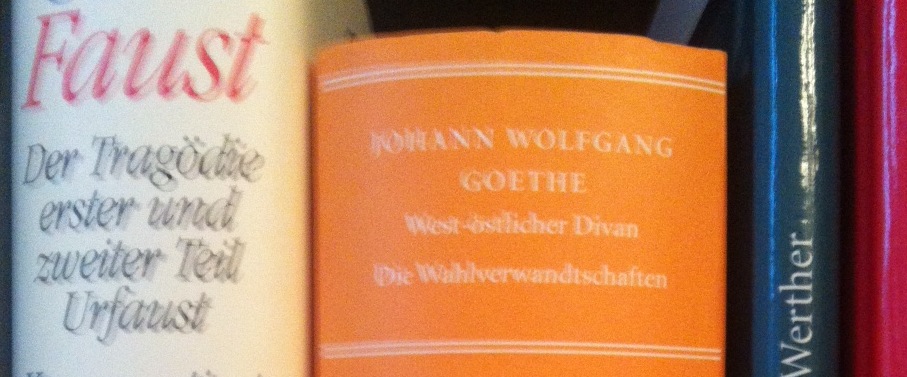 Faust
Der Tragödie
erster und
zweiter Teil
Urfaust
JOHANN WOLFGANG
GOETHE
West-östlicher Divan
Die Wahlverwandtschaften
Werther